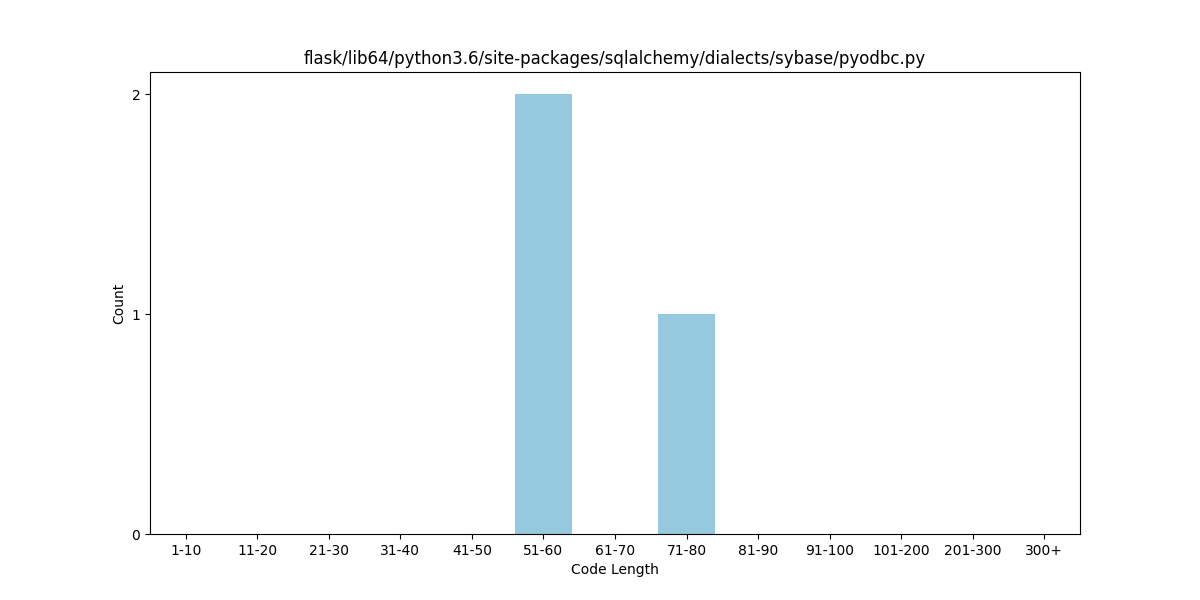 flask/lib64/python3.6/site-packages/sqlalchemy/dialects/sybase/pyodbc.py
2
1
0
Count
1-10 11-20 21-30 31-40 41-50 51-60 61-70 71-80 81-90 91-100 101-200 201-300 300+
Code Length